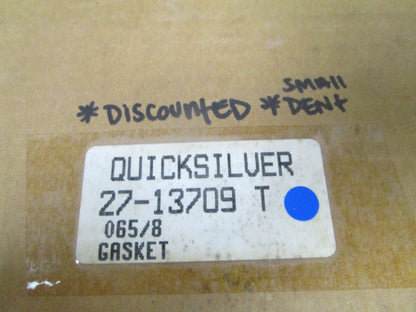 SMAll
*DISCOUNTED *DENT
QUICKSILVER
27-13709 T
065/8
GASKET